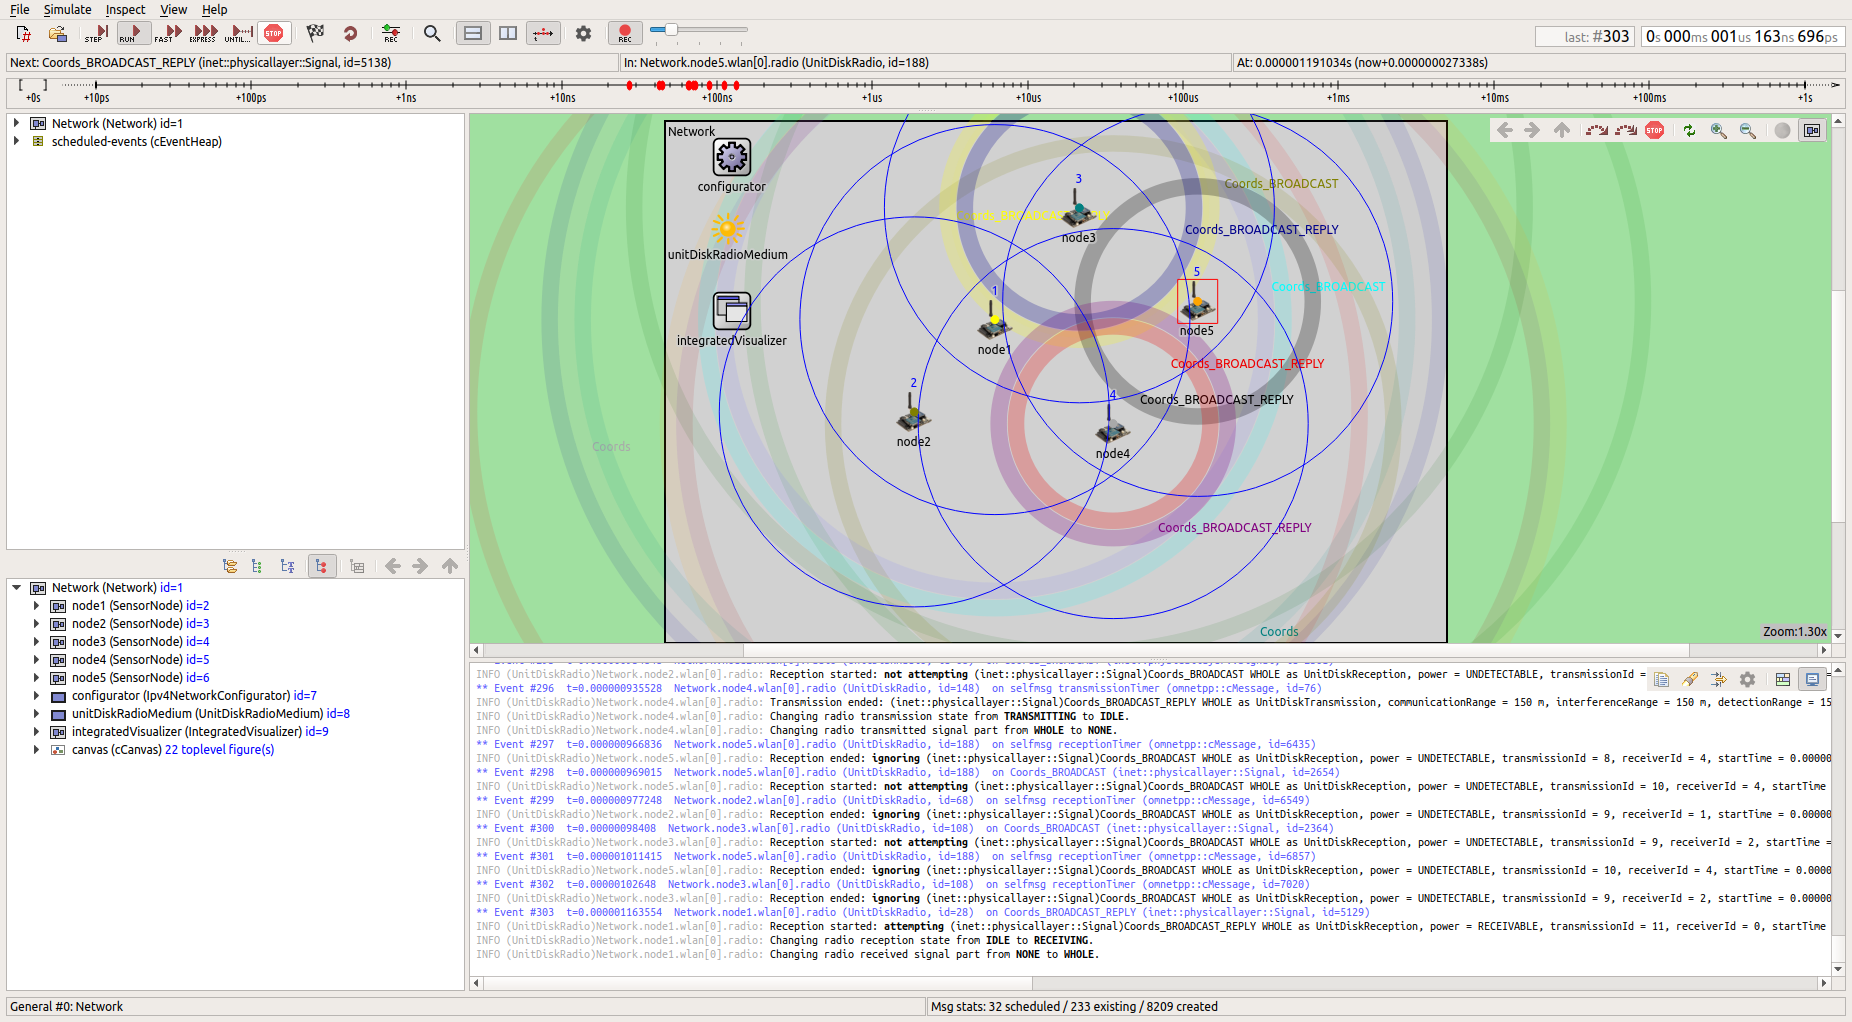 File Simulate Inspect View Help
STEP RUN FAST EXPRESS UNTIL... STOP REC REC
last: #303 0s 000ms 001us 163ns 696ps
Next: Coords_BROADCAST_REPLY (inet::physicallayer::Signal, id=5138) In: Network.node5.wlan[0].radio (UnitDiskRadio, id=188) At: 0.000001191034s (now+0.000000027338s)
+0s +10ps +100ps +1ns +10ns +100ns +1us +10us +100us +1ms +10ms +100ms +1s
Network (Network) id=1
scheduled-events (cEventHeap)
Network (Network) id=1
node1 (SensorNode) id=2
node2 (SensorNode) id=3
node3 (SensorNode) id=4
node4 (SensorNode) id=5
node5 (SensorNode) id=6
configurator (Ipv4NetworkConfigurator) id=7
unitDiskRadioMedium (UnitDiskRadioMedium) id=8
integratedVisualizer (IntegratedVisualizer) id=9
canvas (cCanvas) 22 toplevel figure(s)
Network
STOP
configurator
unitDiskRadioMedium
integratedVisualizer
3
node3
Coords_BROADCAST
Coords_BROADCAST_REPLY
Coords_BROADCAST_REPLY
5
node5
Coords_BROADCAST
1
node1
Coords_BROADCAST_REPLY
2
node2
4
node4
Coords_BROADCAST_REPLY
Coords
Coords_BROADCAST_REPLY
Coords
Zoom:1.30x
INFO (UnitDiskRadio)Network.node2.wlan[0].radio: Reception started: not attempting (inet::physicallayer::Signal)Coords_BROADCAST WHOLE as UnitDiskReception, power = UNDETECTABLE, transmissionId =
** Event #296 t=0.000000935528 Network.node4.wlan[0].radio (UnitDiskRadio, id=148) on selfmsg transmissionTimer (omnetpp::cMessage, id=76)
INFO (UnitDiskRadio)Network.node4.wlan[0].radio: Transmission ended: (inet::physicallayer::Signal)Coords_BROADCAST_REPLY WHOLE as UnitDiskTransmission, communicationRange = 150 m, interferenceRange = 150 m, detectionRange = 15
INFO (UnitDiskRadio)Network.node4.wlan[0].radio: Changing radio transmission state from TRANSMITTING to IDLE.
INFO (UnitDiskRadio)Network.node4.wlan[0].radio: Changing radio transmitted signal part from WHOLE to NONE.
** Event #297 t=0.000000966836 Network.node5.wlan[0].radio (UnitDiskRadio, id=188) on selfmsg receptionTimer (omnetpp::cMessage, id=6435)
INFO (UnitDiskRadio)Network.node5.wlan[0].radio: Reception ended: ignoring (inet::physicallayer::Signal)Coords_BROADCAST WHOLE as UnitDiskReception, power = UNDETECTABLE, transmissionId = 8, receiverId = 4, startTime = 0.0000
** Event #298 t=0.000000969015 Network.node5.wlan[0].radio (UnitDiskRadio, id=188) on Coords_BROADCAST (inet::physicallayer::Signal, id=2654)
INFO (UnitDiskRadio)Network.node5.wlan[0].radio: Reception started: not attempting (inet::physicallayer::Signal)Coords_BROADCAST WHOLE as UnitDiskReception, power = UNDETECTABLE, transmissionId = 10, receiverId = 4, startTime
** Event #299 t=0.000000977248 Network.node2.wlan[0].radio (UnitDiskRadio, id=68) on selfmsg receptionTimer (omnetpp::cMessage, id=6549)
INFO (UnitDiskRadio)Network.node2.wlan[0].radio: Reception ended: ignoring (inet::physicallayer::Signal)Coords_BROADCAST WHOLE as UnitDiskReception, power = UNDETECTABLE, transmissionId = 9, receiverId = 1, startTime = 0.0000
** Event #300 t=0.00000098408 Network.node3.wlan[0].radio (UnitDiskRadio, id=108) on Coords_BROADCAST (inet::physicallayer::Signal, id=2364)
INFO (UnitDiskRadio)Network.node3.wlan[0].radio: Reception started: not attempting (inet::physicallayer::Signal)Coords_BROADCAST WHOLE as UnitDiskReception, power = UNDETECTABLE, transmissionId = 9, receiverId = 2, startTime =
** Event #301 t=0.000001011415 Network.node5.wlan[0].radio (UnitDiskRadio, id=188) on selfmsg receptionTimer (omnetpp::cMessage, id=6857)
INFO (UnitDiskRadio)Network.node5.wlan[0].radio: Reception ended: ignoring (inet::physicallayer::Signal)Coords_BROADCAST WHOLE as UnitDiskReception, power = UNDETECTABLE, transmissionId = 10, receiverId = 4, startTime = 0.000
** Event #302 t=0.00000102648 Network.node3.wlan[0].radio (UnitDiskRadio, id=108) on selfmsg receptionTimer (omnetpp::cMessage, id=7020)
INFO (UnitDiskRadio)Network.node3.wlan[0].radio: Reception ended: ignoring (inet::physicallayer::Signal)Coords_BROADCAST WHOLE as UnitDiskReception, power = UNDETECTABLE, transmissionId = 9, receiverId = 2, startTime = 0.0000
** Event #303 t=0.000001163554 Network.node1.wlan[0].radio (UnitDiskRadio, id=28) on Coords_BROADCAST_REPLY (inet::physicallayer::Signal, id=5129)
INFO (UnitDiskRadio)Network.node1.wlan[0].radio: Reception started: attempting (inet::physicallayer::Signal)Coords_BROADCAST_REPLY WHOLE as UnitDiskReception, power = RECEIVABLE, transmissionId = 11, receiverId = 0, startTime
INFO (UnitDiskRadio)Network.node1.wlan[0].radio: Changing radio reception state from IDLE to RECEIVING.
INFO (UnitDiskRadio)Network.node1.wlan[0].radio: Changing radio received signal part from NONE to WHOLE.
General #0: Network Msg stats: 32 scheduled / 233 existing / 8209 created